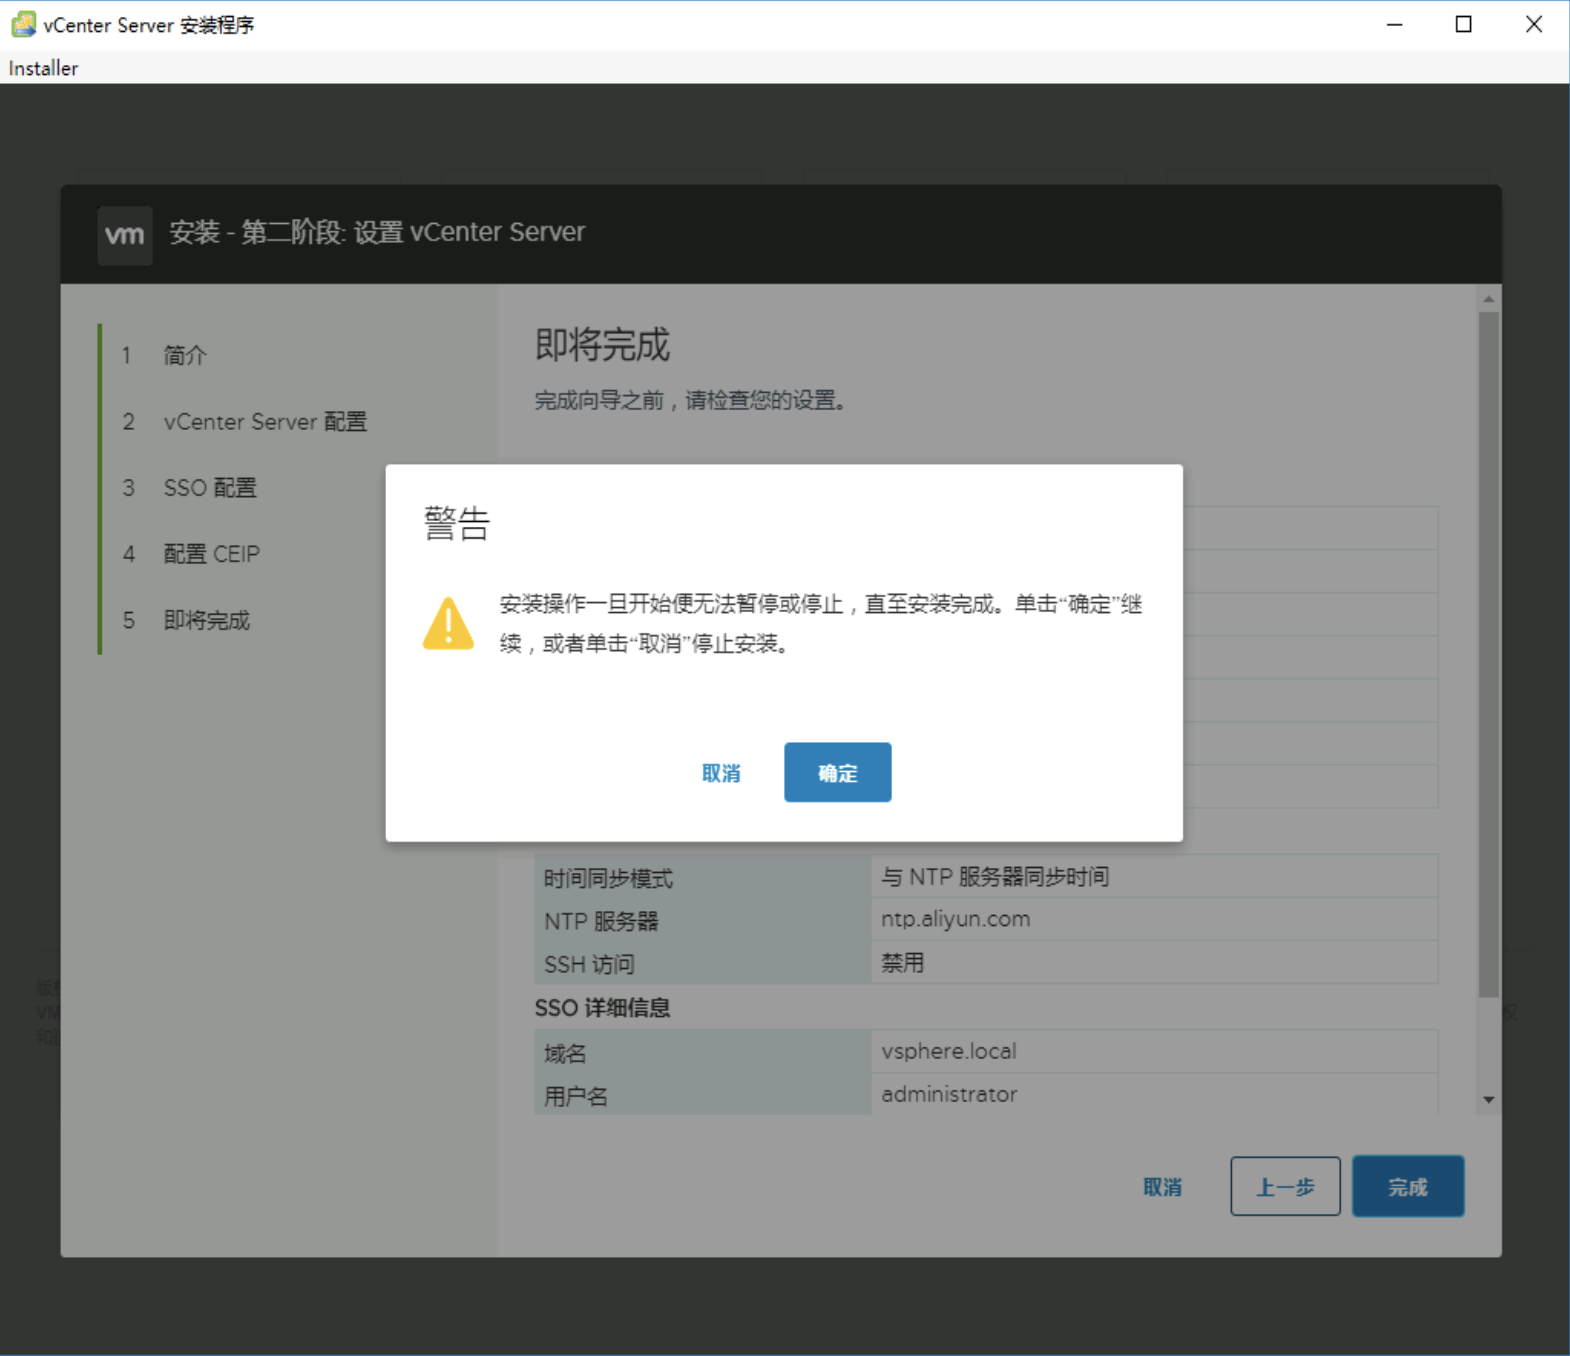 vCenter Server 安装程序
Installer
vm 安装 - 第二阶段: 设置 vCenter Server
1 简介
2 vCenter Server 配置
3 SSO 配置
4 配置 CEIP
5 即将完成
即将完成
完成向导之前，请检查您的设置。
警告
安装操作一旦开始便无法暂停或停止，直至安装完成。单击“确定”继
续，或者单击“取消”停止安装。
取消 确定
时间同步模式 与 NTP 服务器同步时间
NTP 服务器 ntp.aliyun.com
SSH 访问 禁用
SSO 详细信息
域名 vsphere.local
用户名 administrator
取消 上一步 完成